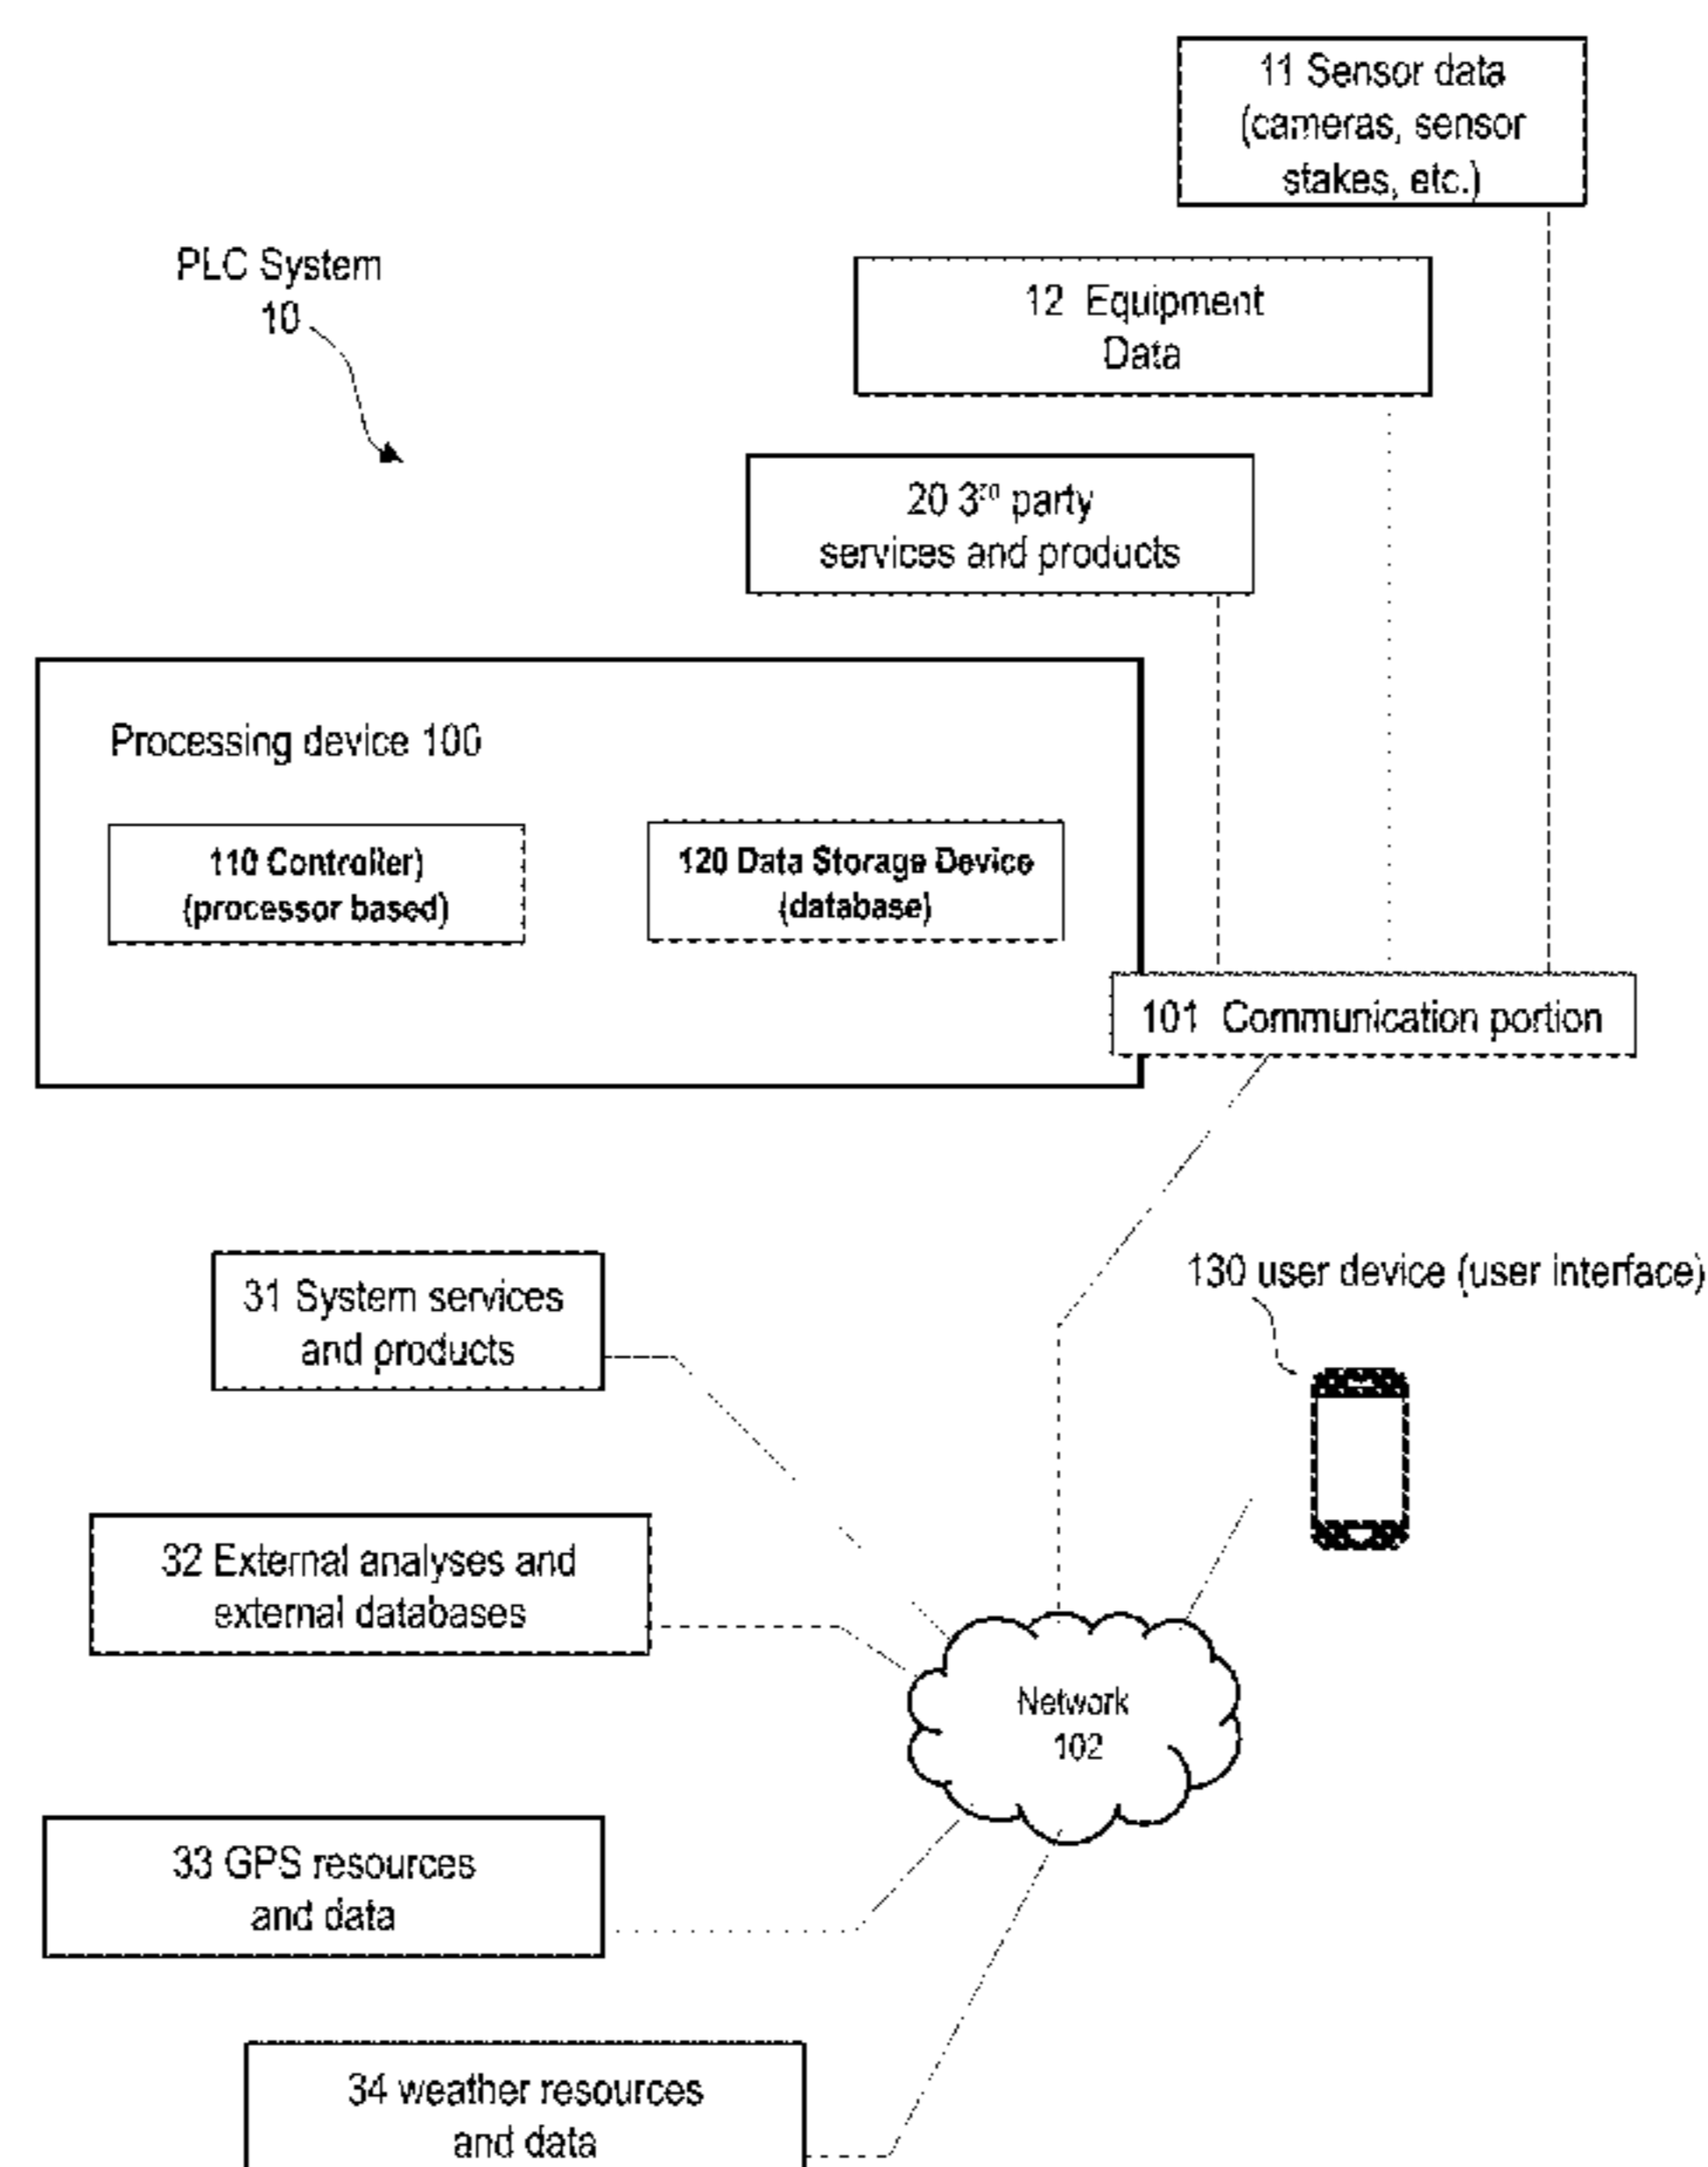 11 Sensor data
(cameras, sensor
stakes, etc.)
PLC System
10
12 Equipment
Data
20 3rd party
services and products
Processing device 100
110 Controller)
(processor based)
120 Data Storage Device
(database)
101 Communication portion
31 System services
and products
130 user device (user interface)
32 External analyses and
external databases
Network
102
33 GPS resources
and data
34 weather resources
and data